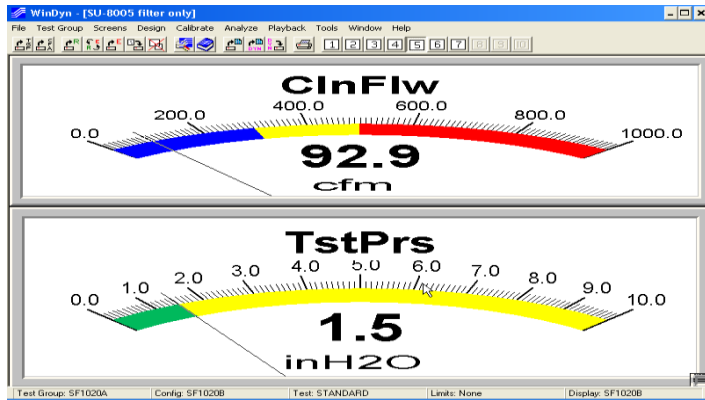 WinDyn - [SU-8005 filter only]
File Test Group Screens Design Calibrate Analyze Playback Tools Window Help
1 2 3 4 5 6 7 8 9 10
ClnFlw
0.0 200.0 400.0 600.0 800.0 1000.0
92.9
cfm
TstPrs
0.0 1.0 2.0 3.0 4.0 5.0 6.0 7.0 8.0 9.0 10.0
1.5
inH2O
Test Group: SF1020A Config: SF1020B Test: STANDARD Limits: None Display: SF1020B